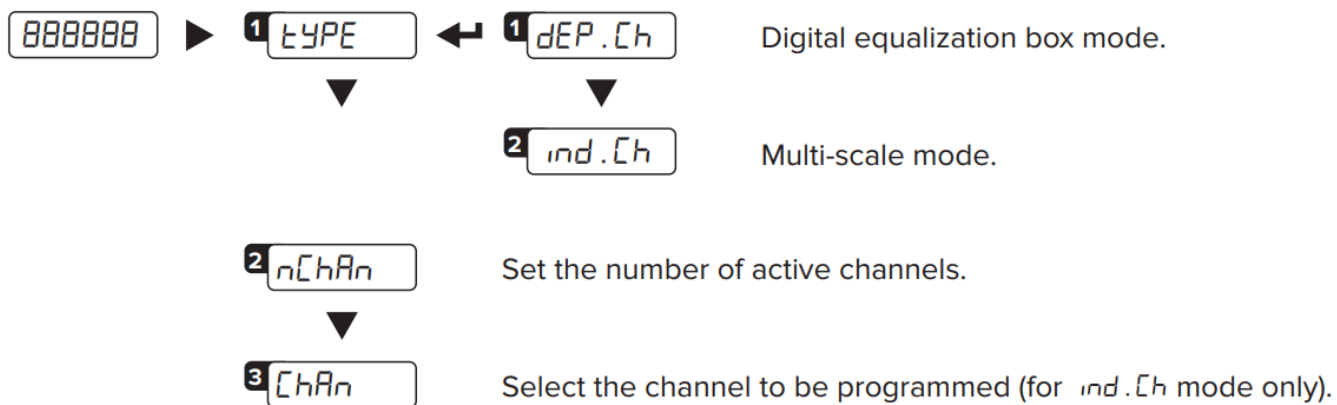 888888 1 tYPE 1 dEP.Ch Digital equalization box mode.
2 ind.Ch Multi-scale mode.
2 nChAn Set the number of active channels.
3 ChAn Select the channel to be programmed (for ind.Ch mode only).